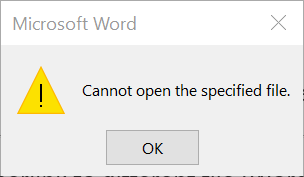 Microsoft Word
Cannot open the specified file.
OK